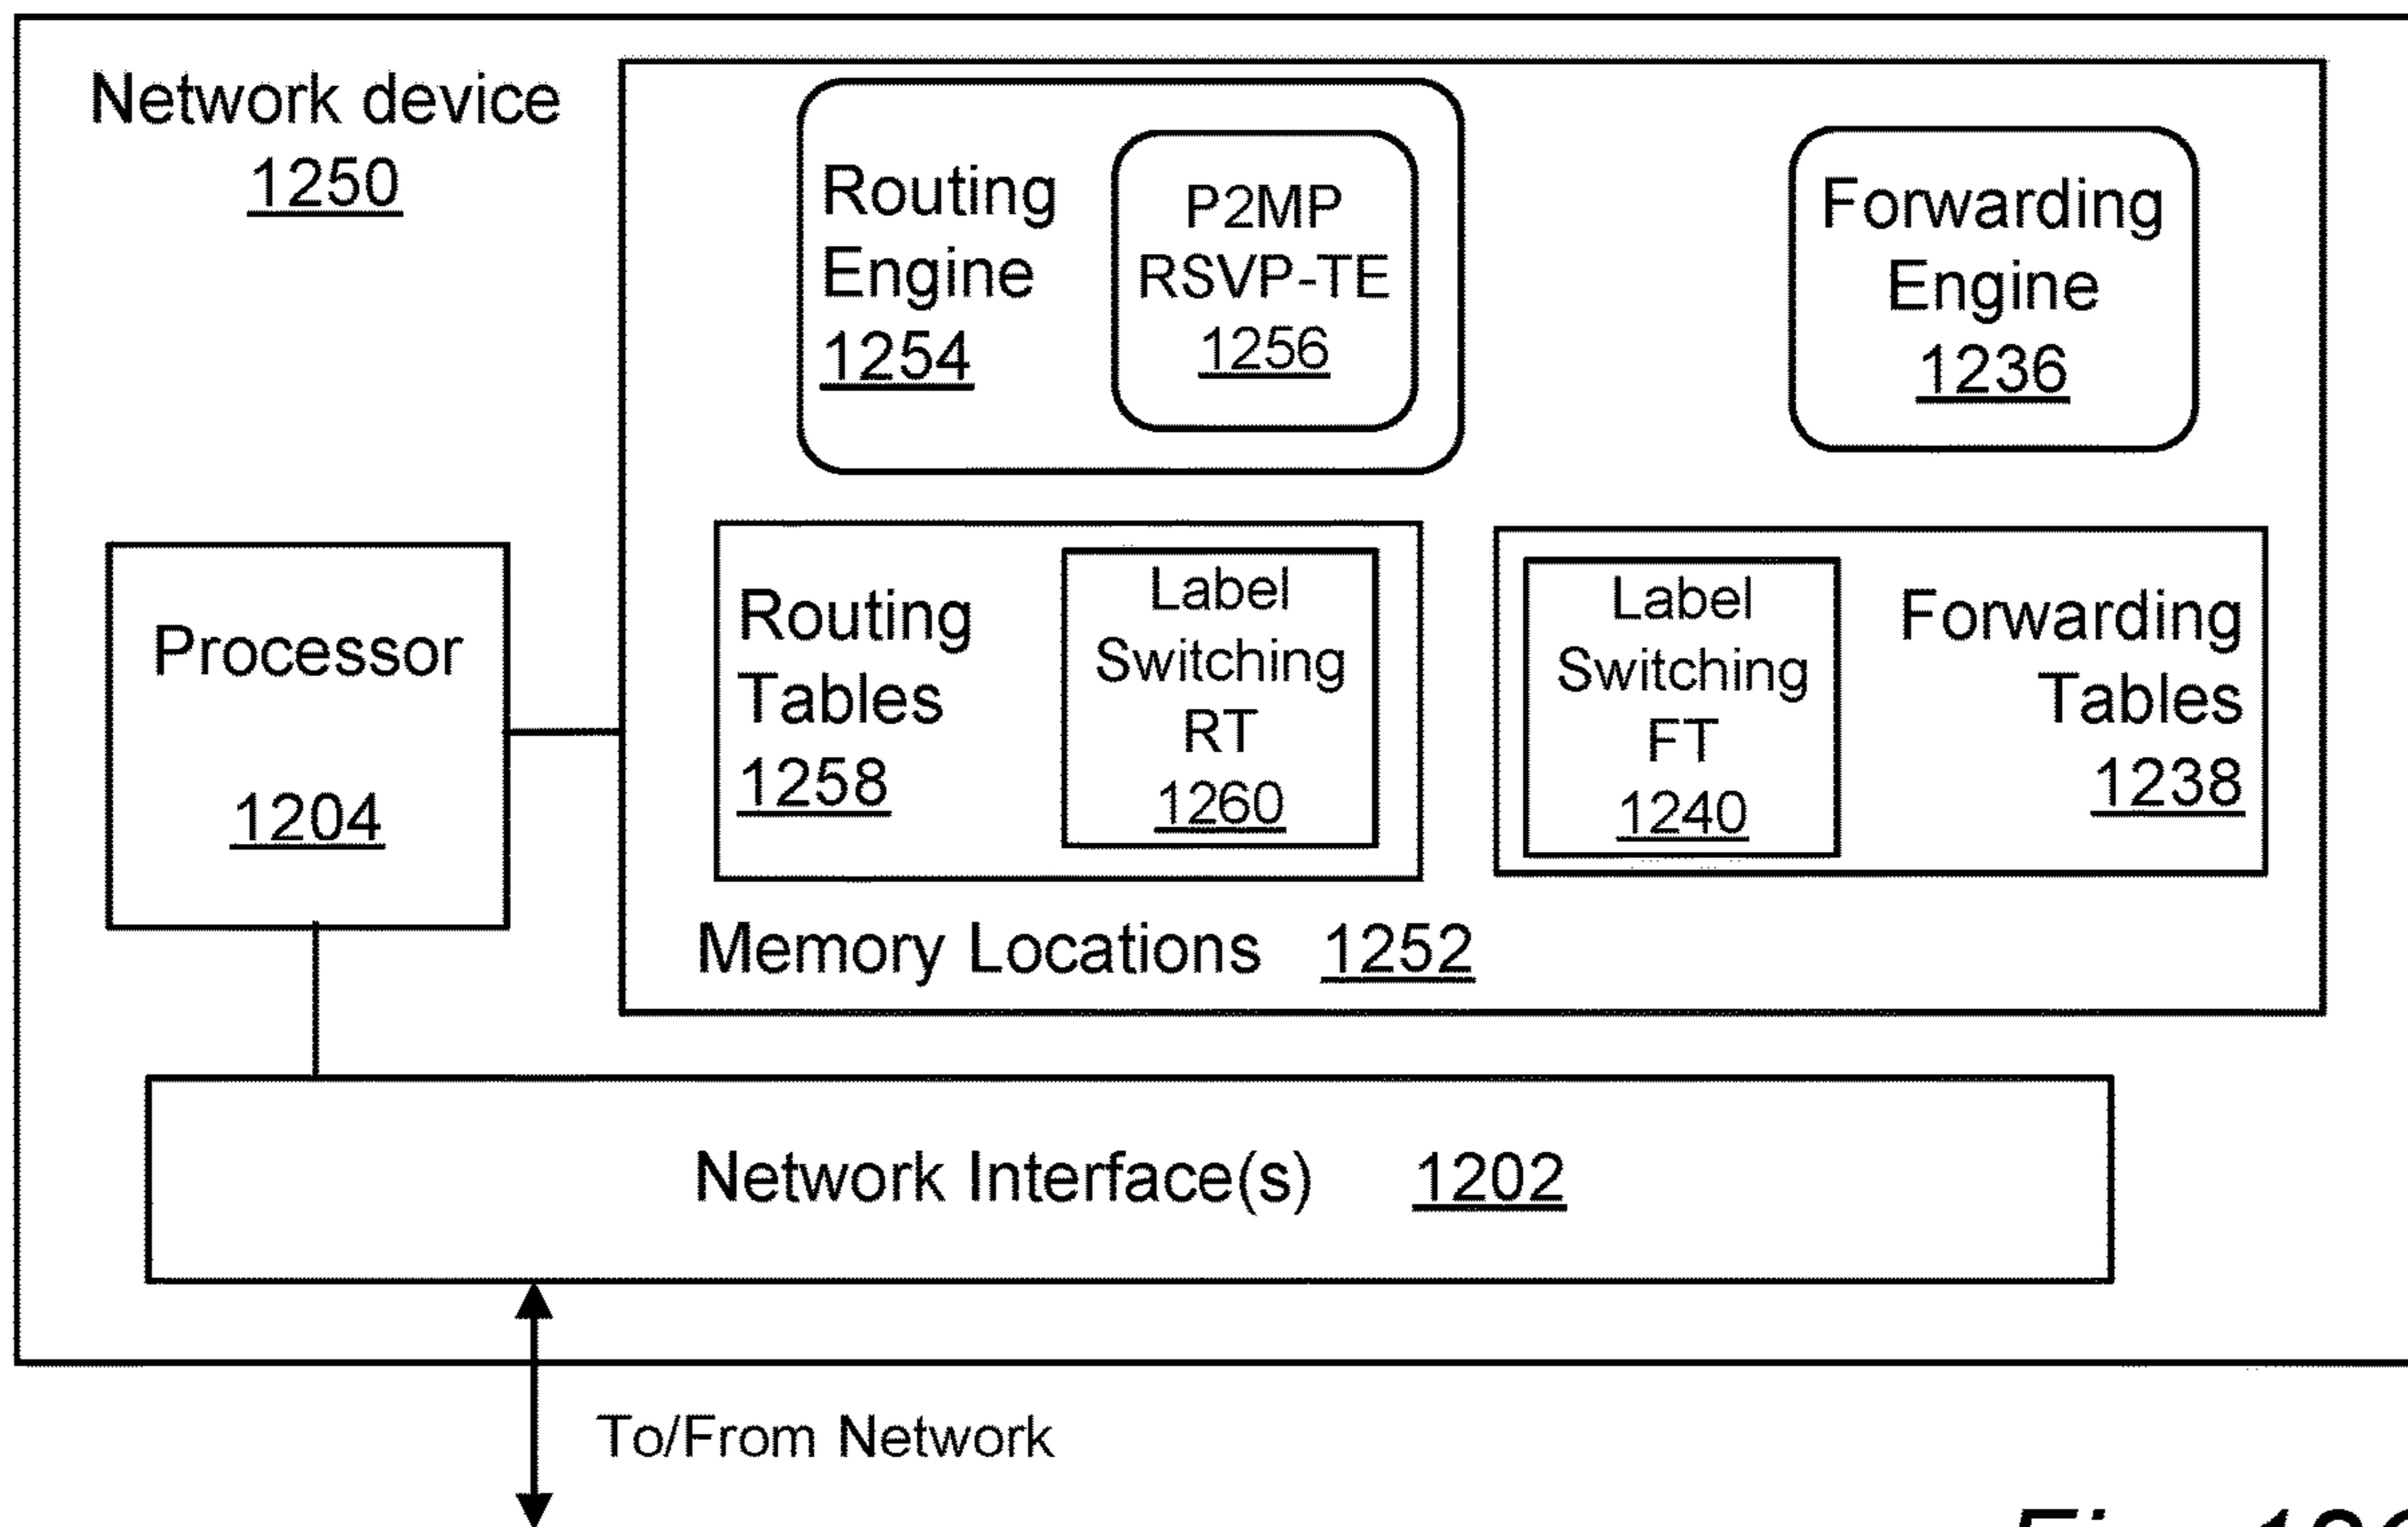 Network device
1250
Routing
Engine
1254
P2MP
RSVP-TE
1256
Forwarding
Engine
1236
Processor
1204
Routing
Tables
1258
Label
Switching
RT
1260
Label
Switching
FT
1240
Forwarding
Tables
1238
Memory Locations 1252
Network Interface(s) 1202
To/From Network